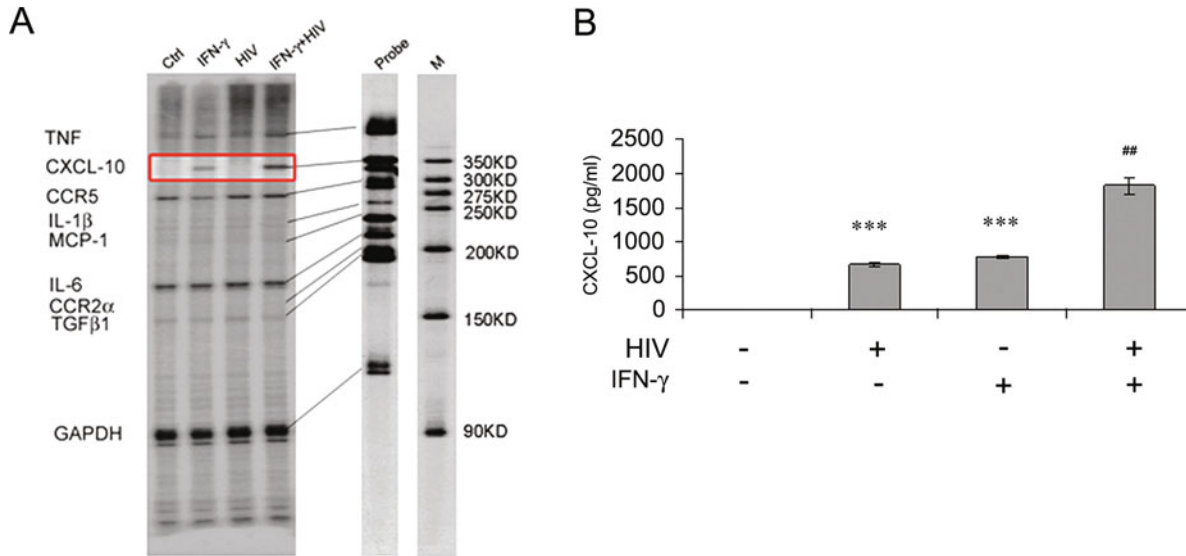 A
Ctrl
IFN-γ
HIV
IFN-γ+HIV
Probe
M
TNF
CXCL-10
CCR5
IL-1β
MCP-1
IL-6
CCR2α
TGFβ1
GAPDH
350KD
300KD
275KD
250KD
200KD
150KD
90KD
B
CXCL-10 (pg/ml)
2500
2000
1500
1000
500
0
***
***
##
HIV - + - +
IFN-γ - - + +